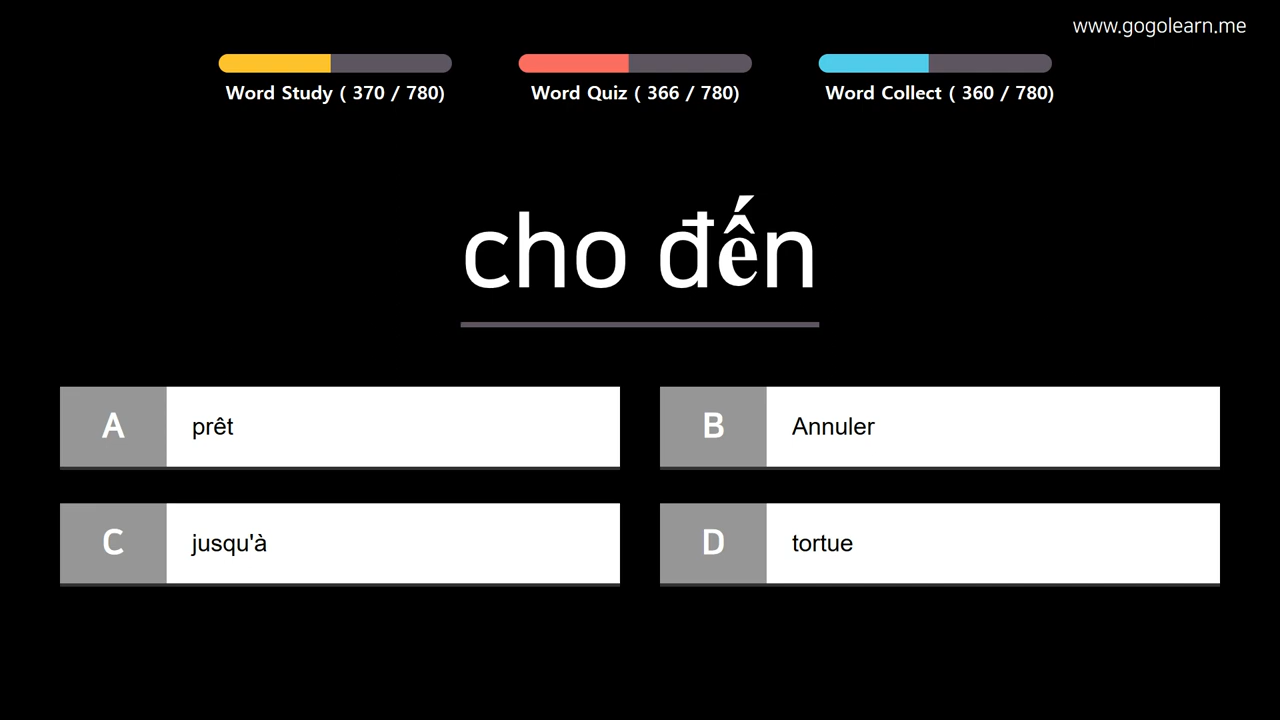 www.gogolearn.me
Word Study ( 370 / 780)
Word Quiz ( 366 / 780)
Word Collect ( 360 / 780)
cho đến
A prêt
B Annuler
C jusqu'à
D tortue